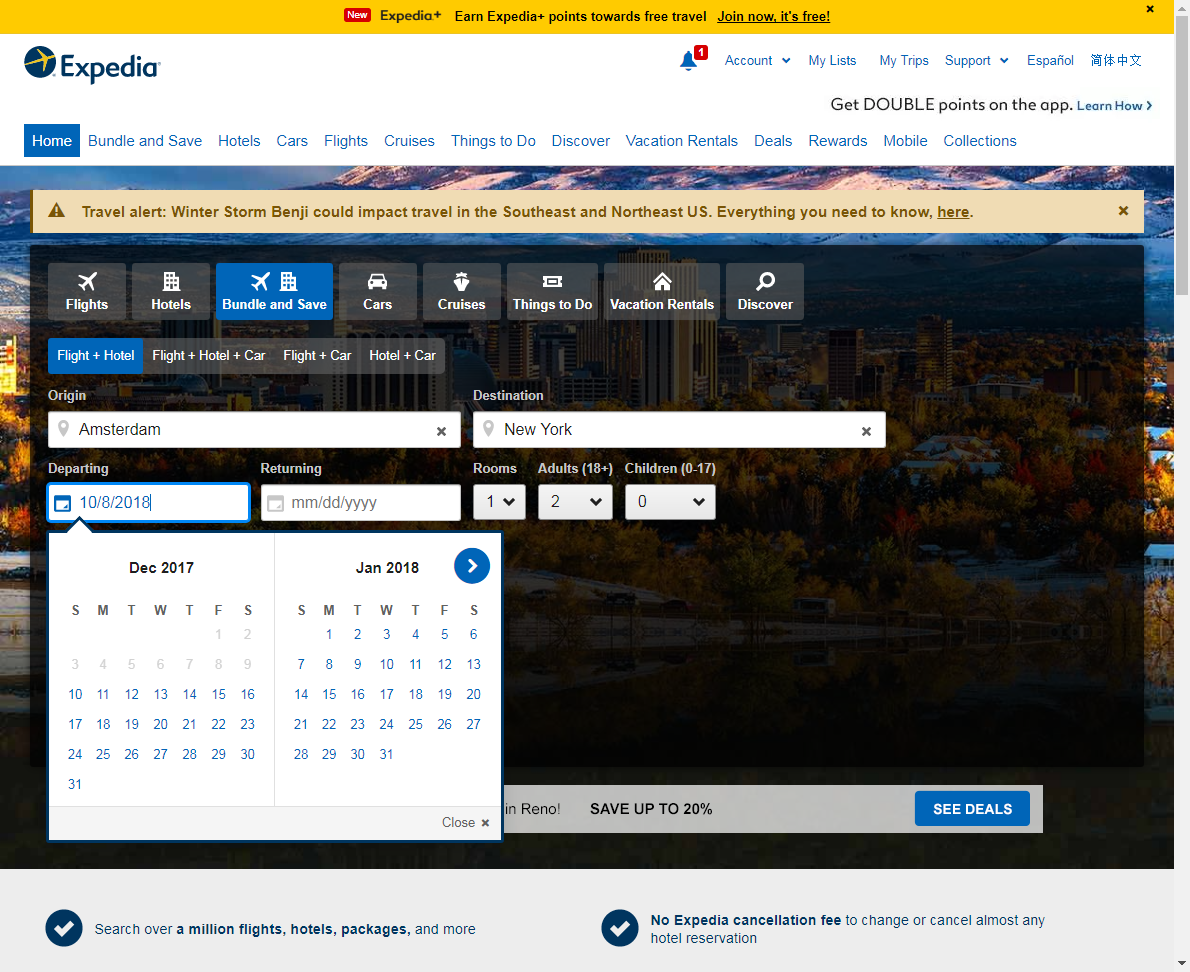 New Expedia+ Earn Expedia+ points towards free travel Join now, it's free!
Expedia
1 Account My Lists My Trips Support Español 简体中文
Get DOUBLE points on the app. Learn How
Home Bundle and Save Hotels Cars Flights Cruises Things to Do Discover Vacation Rentals Deals Rewards Mobile Collections
Travel alert: Winter Storm Benji could impact travel in the Southeast and Northeast US. Everything you need to know, here.
Flights Hotels Bundle and Save Cars Cruises Things to Do Vacation Rentals Discover
Flight + Hotel Flight + Hotel + Car Flight + Car Hotel + Car
Origin Destination
Amsterdam New York
Departing Returning Rooms Adults (18+) Children (0-17)
10/8/2018 mm/dd/yyyy 1 2 0
Dec 2017
S M T W T F S
1 2
3 4 5 6 7 8 9
10 11 12 13 14 15 16
17 18 19 20 21 22 23
24 25 26 27 28 29 30
31
Jan 2018
S M T W T F S
1 2 3 4 5 6
7 8 9 10 11 12 13
14 15 16 17 18 19 20
21 22 23 24 25 26 27
28 29 30 31
Close
in Reno! SAVE UP TO 20% SEE DEALS
Search over a million flights, hotels, packages, and more
No Expedia cancellation fee to change or cancel almost any
hotel reservation